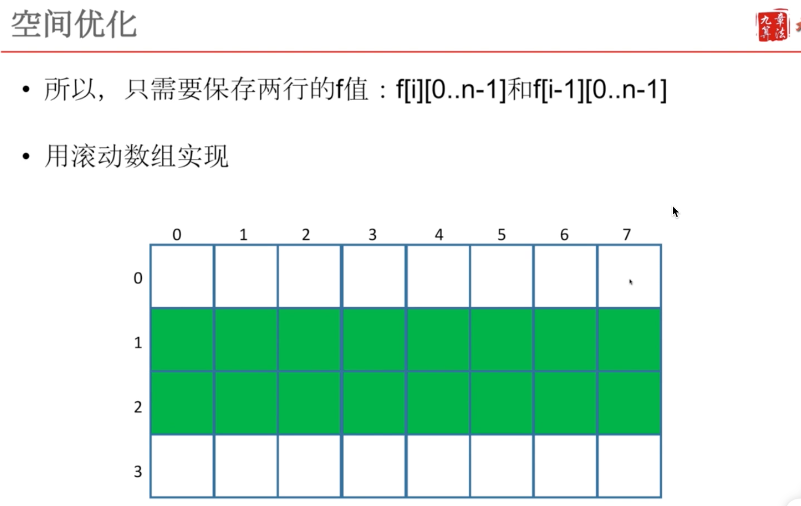 空间优化
九章算法
• 所以，只需要保存两行的f值：f[i][0..n-1]和f[i-1][0..n-1]
• 用滚动数组实现
0 1 2 3 4 5 6 7
0
1
2
3